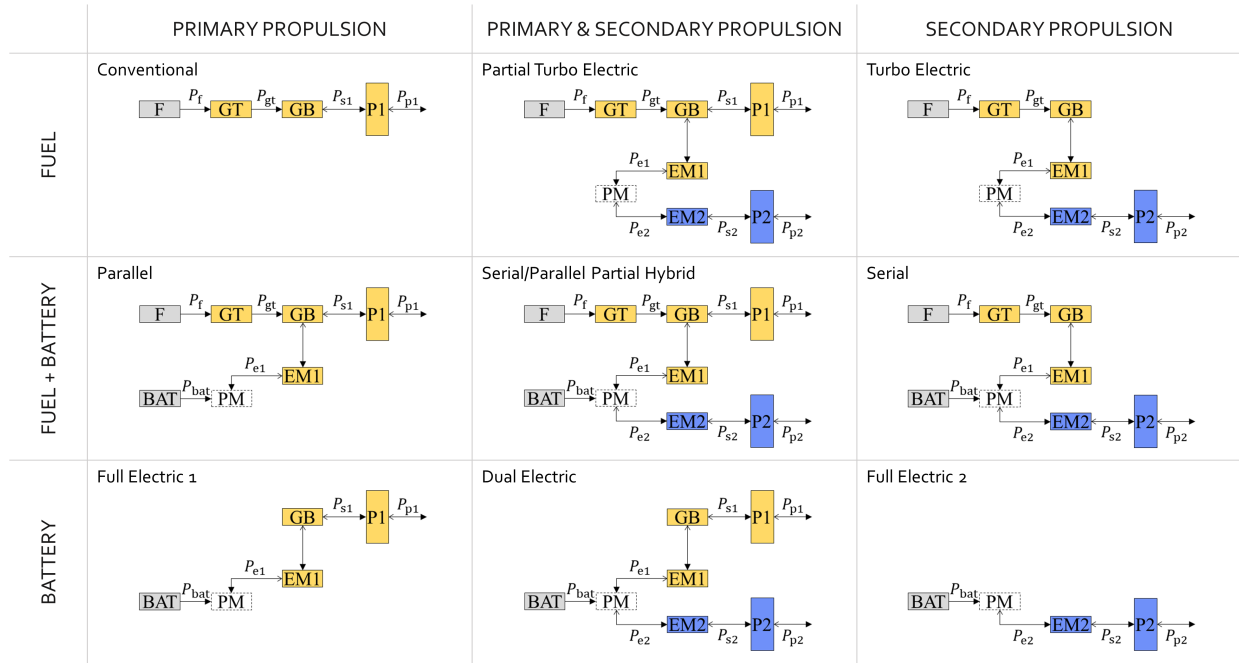 PRIMARY PROPULSION
PRIMARY & SECONDARY PROPULSION
SECONDARY PROPULSION
FUEL
Conventional
F
P_f
GT
P_gt
GB
P_s1
P1
P_p1
Partial Turbo Electric
F
P_f
GT
P_gt
GB
P_s1
P1
P_p1
P_e1
EM1
PM
P_e2
EM2
P_s2
P2
P_p2
Turbo Electric
F
P_f
GT
P_gt
GB
P_e1
EM1
PM
P_e2
EM2
P_s2
P2
P_p2
FUEL + BATTERY
Parallel
F
P_f
GT
P_gt
GB
P_s1
P1
P_p1
P_e1
EM1
BAT
P_bat
PM
Serial/Parallel Partial Hybrid
F
P_f
GT
P_gt
GB
P_s1
P1
P_p1
P_e1
EM1
BAT
P_bat
PM
P_e2
EM2
P_s2
P2
P_p2
Serial
F
P_f
GT
P_gt
GB
P_e1
EM1
BAT
P_bat
PM
P_e2
EM2
P_s2
P2
P_p2
BATTERY
Full Electric 1
GB
P_s1
P1
P_p1
P_e1
EM1
BAT
P_bat
PM
Dual Electric
GB
P_s1
P1
P_p1
P_e1
EM1
BAT
P_bat
PM
P_e2
EM2
P_s2
P2
P_p2
Full Electric 2
BAT
P_bat
PM
P_e2
EM2
P_s2
P2
P_p2